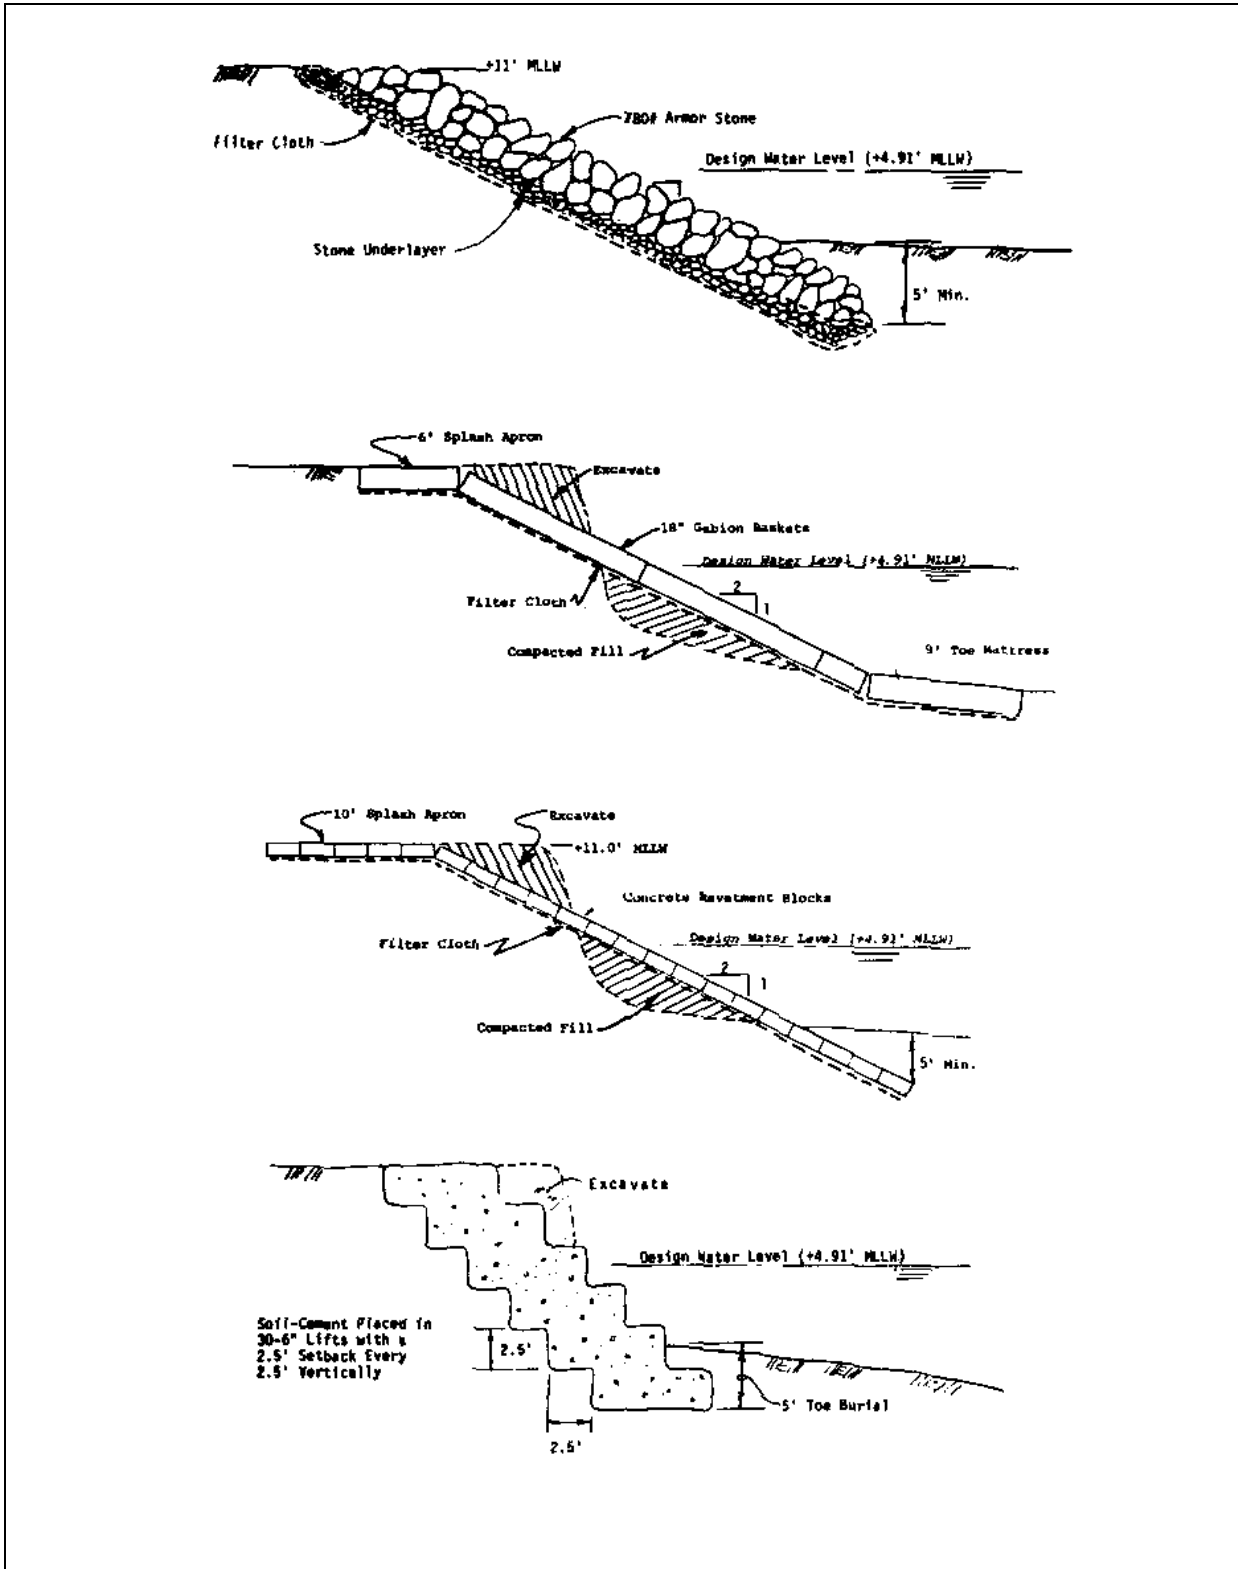 +11' MLLW
780# Armor Stone
Filter Cloth
Design Water Level (+4.91' MLLW)
Stone Underlayer
5' Min.
6' Splash Apron
Excavate
18" Gabion Baskets
Design Water Level (+4.91' MLLW)
2
1
Filter Cloth
Compacted Fill
9' Toe Mattress
10' Splash Apron
Excavate
+11.0' MLLW
Concrete Revetment Blocks
Filter Cloth
Design Water Level (+4.91' MLLW)
2
1
Compacted Fill
5' Min.
Excavate
Design Water Level (+4.91' MLLW)
Soil-Cement Placed in
30-6" Lifts with a
2.5' Setback Every
2.5' Vertically
2.5'
5' Toe Burial
2.5'